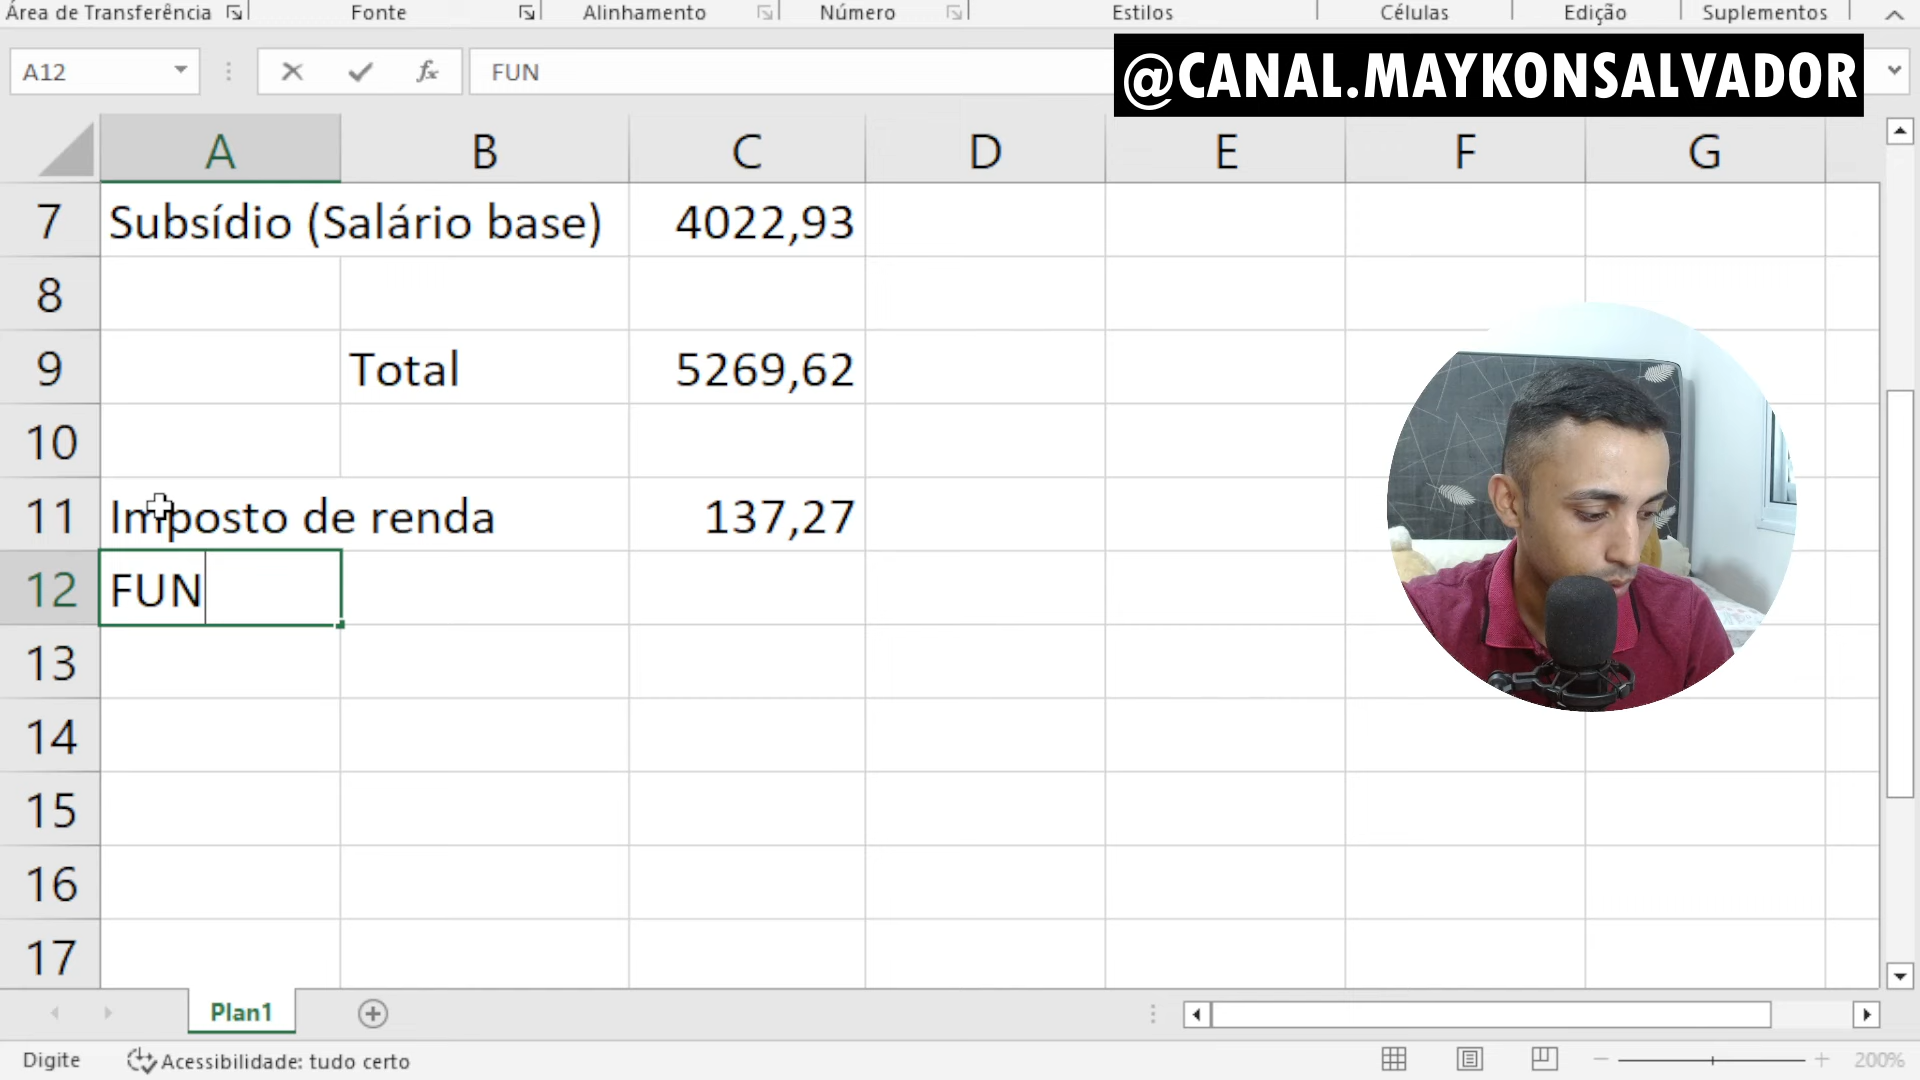 Área de Transferência Fonte Alinhamento Número Estilos Células Edição Suplementos
A12 fx FUN
@CANAL.MAYKONSALVADOR
A B C D E F G
7 Subsídio (Salário base) 4022,93
8
9 Total 5269,62
10
11 Imposto de renda 137,27
12 FUN
13
14
15
16
17
Plan1
Digite Acessibilidade: tudo certo 200%